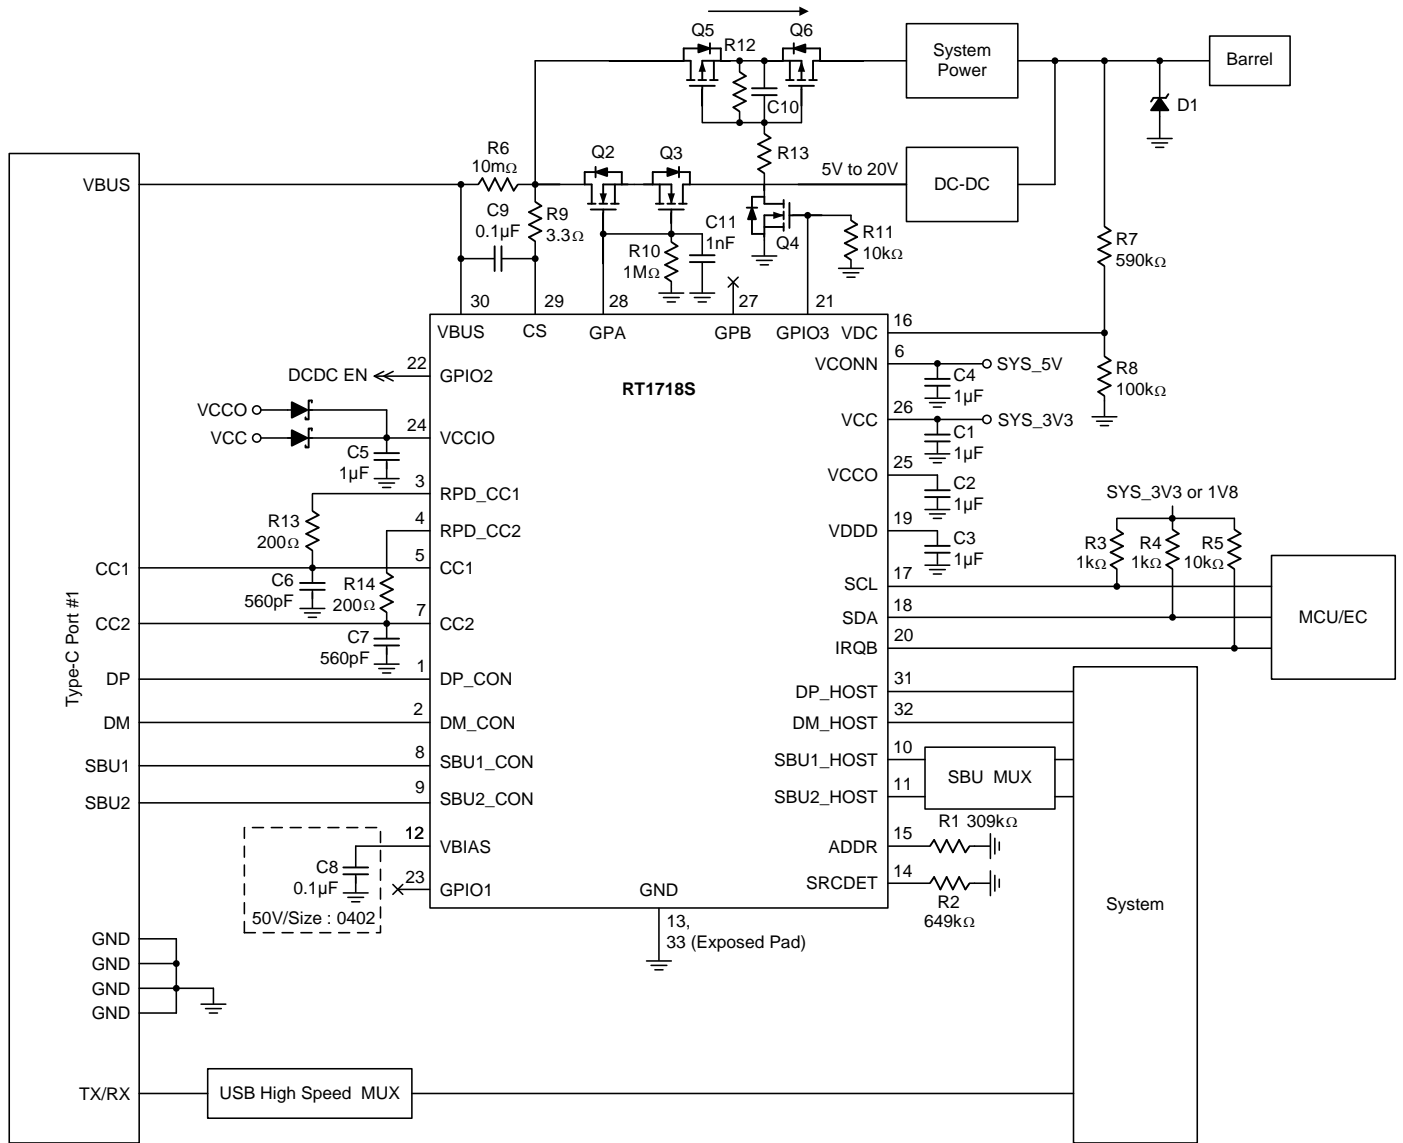 Q5
R12
Q6
C10
System
Power
Barrel
D1
R13
5V to 20V
DC-DC
R6
10mΩ
Q2
Q3
VBUS
C9
0.1µF
R9
3.3Ω
R10
1MΩ
C11
1nF
Q4
R11
10kΩ
R7
590kΩ
R8
100kΩ
30
29
28
27
21
VBUS
CS
GPA
GPB
GPIO3
RT1718S
16
VDC
6
VCONN
SYS_5V
C4
1µF
26
VCC
SYS_3V3
C1
1µF
25
VCCO
C2
1µF
19
VDDD
C3
1µF
SYS_3V3 or 1V8
R3
1kΩ
R4
1kΩ
R5
10kΩ
17
SCL
18
SDA
20
IRQB
MCU/EC
31
DP_HOST
32
DM_HOST
10
SBU1_HOST
11
SBU2_HOST
SBU MUX
R1 309kΩ
15
ADDR
14
SRCDET
R2
649kΩ
System
DCDC EN
22
GPIO2
VCCO
VCC
24
VCCIO
C5
1µF
3
RPD_CC1
R13
200Ω
4
RPD_CC2
5
CC1
CC1
C6
560pF
R14
200Ω
7
CC2
CC2
C7
560pF
Type-C Port #1
DP
1
DP_CON
DM
2
DM_CON
SBU1
8
SBU1_CON
SBU2
9
SBU2_CON
12
VBIAS
C8
0.1µF
23
GPIO1
50V/Size : 0402
GND
13,
33 (Exposed Pad)
GND
GND
GND
GND
TX/RX
USB High Speed MUX